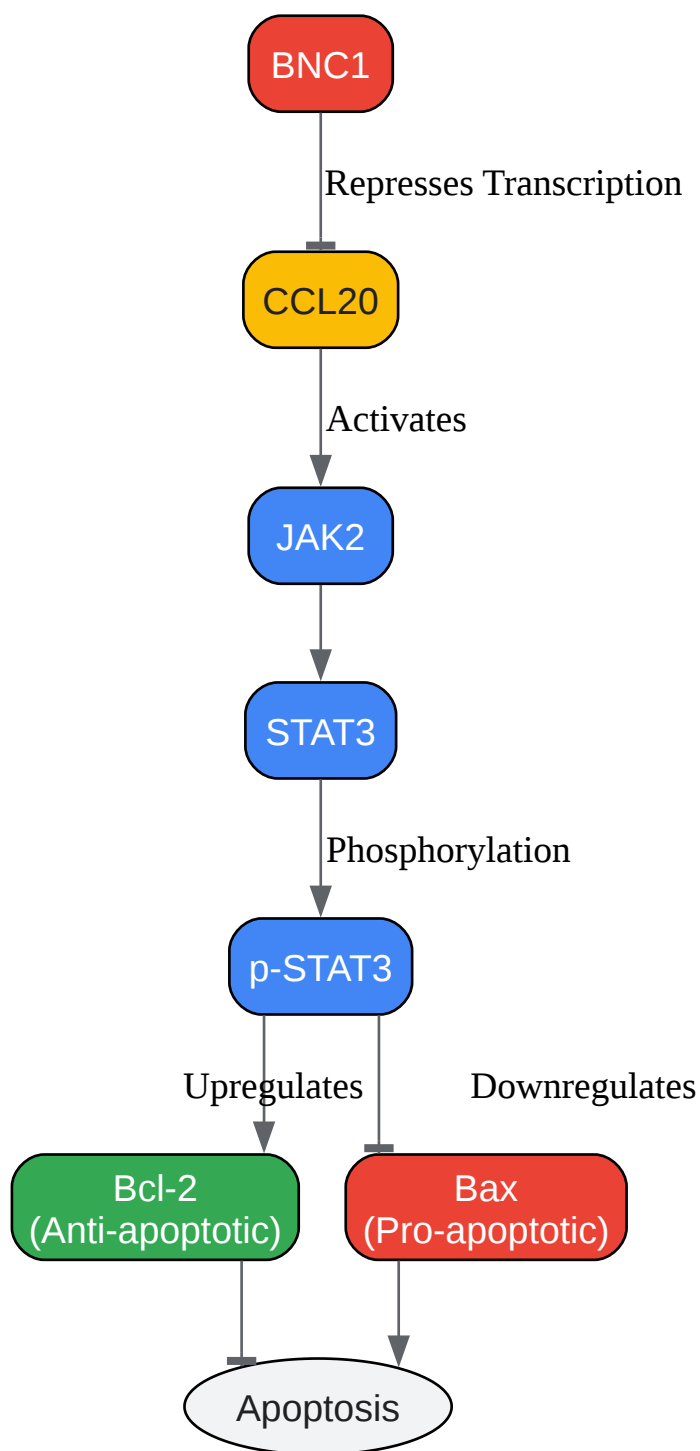 BNC1
Represses Transcription
CCL20
Activates
JAK2
STAT3
Phosphorylation
p-STAT3
Upregulates
Downregulates
Bcl-2
(Anti-apoptotic)
Bax
(Pro-apoptotic)
Apoptosis